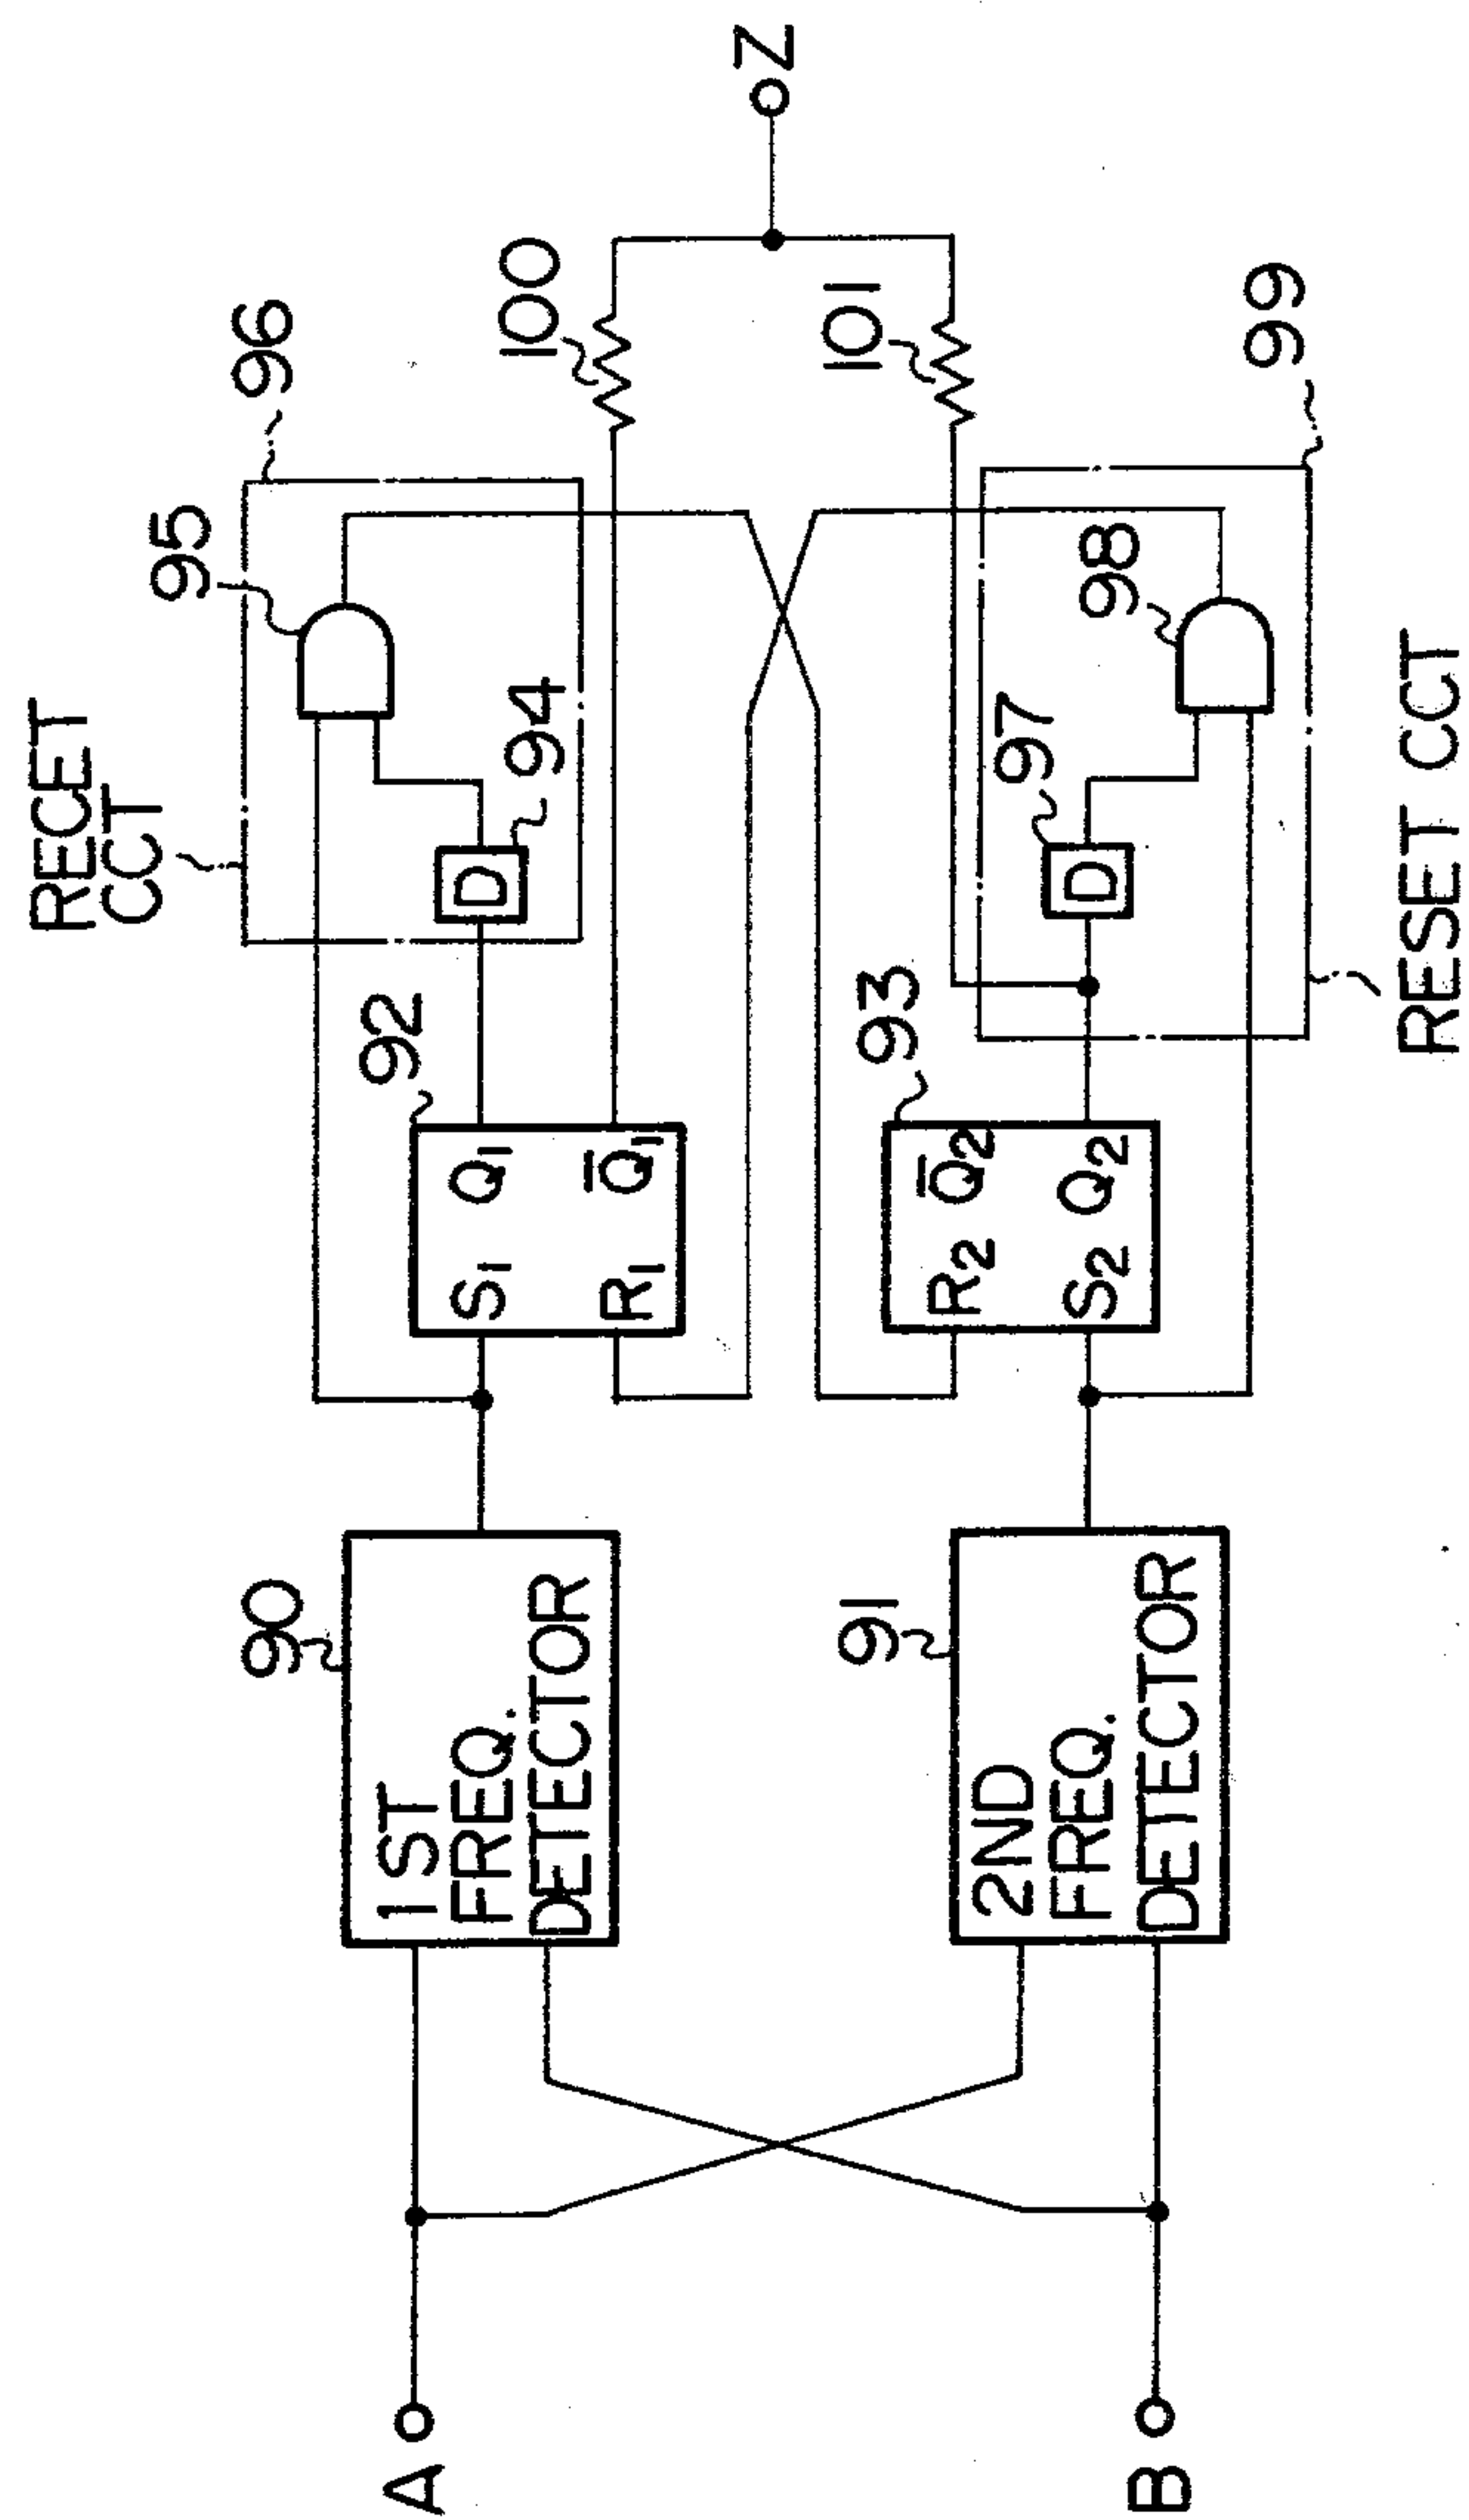 RECET
CCT
96
95
94
92
90
1ST
FREQ.
DETECTOR
S1 Q1
R1 Q̅1
100
A
Z
B
101
93
R2 Q̅2
S2 Q2
91
2ND
FREQ.
DETECTOR
D
D
97
98
99
RESET CCT